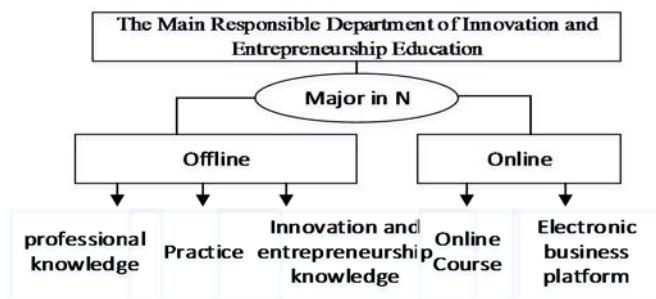 The Main Responsible Department of Innovation and
Entrepreneurship Education
Major in N
Offline
Online
professional
knowledge
Practice
Innovation and
entrepreneurship
knowledge
Online
Course
Electronic
business
platform